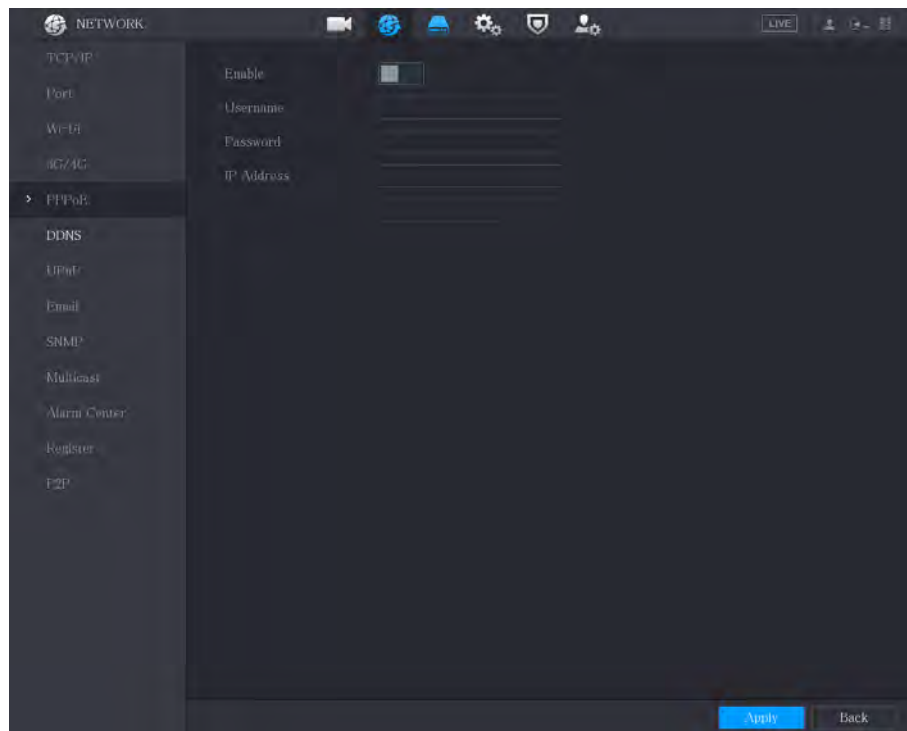 NETWORK
LIVE
TCP/IP
Port
Wi-Fi
3G/4G
PPPoE
DDNS
UPnP
Email
SNMP
Multicast
Alarm Center
Register
P2P
Enable
Username
Password
IP Address
Apply
Back